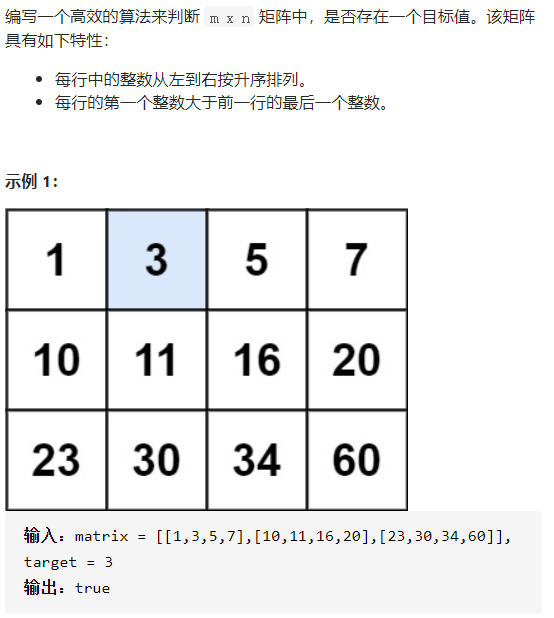 编写一个高效的算法来判断 m x n 矩阵中，是否存在一个目标值。该矩阵
具有如下特性：
• 每行中的整数从左到右按升序排列。
• 每行的第一个整数大于前一行的最后一个整数。
示例 1：
1 3 5 7
10 11 16 20
23 30 34 60
输入：matrix = [[1,3,5,7],[10,11,16,20],[23,30,34,60]],
target = 3
输出：true